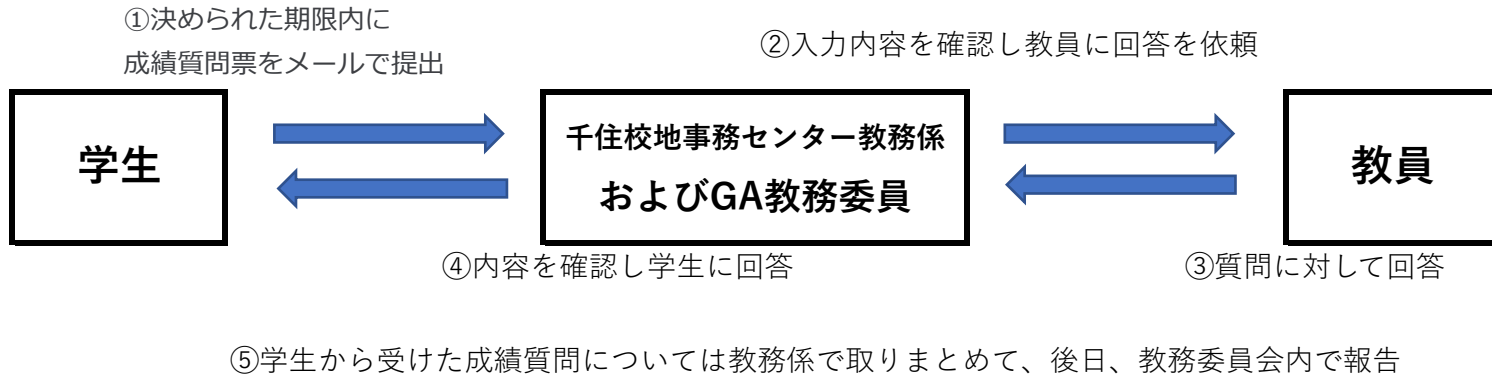 ①決められた期限内に
成績質問票をメールで提出
②入力内容を確認し教員に回答を依頼
学生
千住校地事務センター教務係
およびGA教務委員
教員
④内容を確認し学生に回答
③質問に対して回答
⑤学生から受けた成績質問については教務係で取りまとめて、後日、教務委員会内で報告